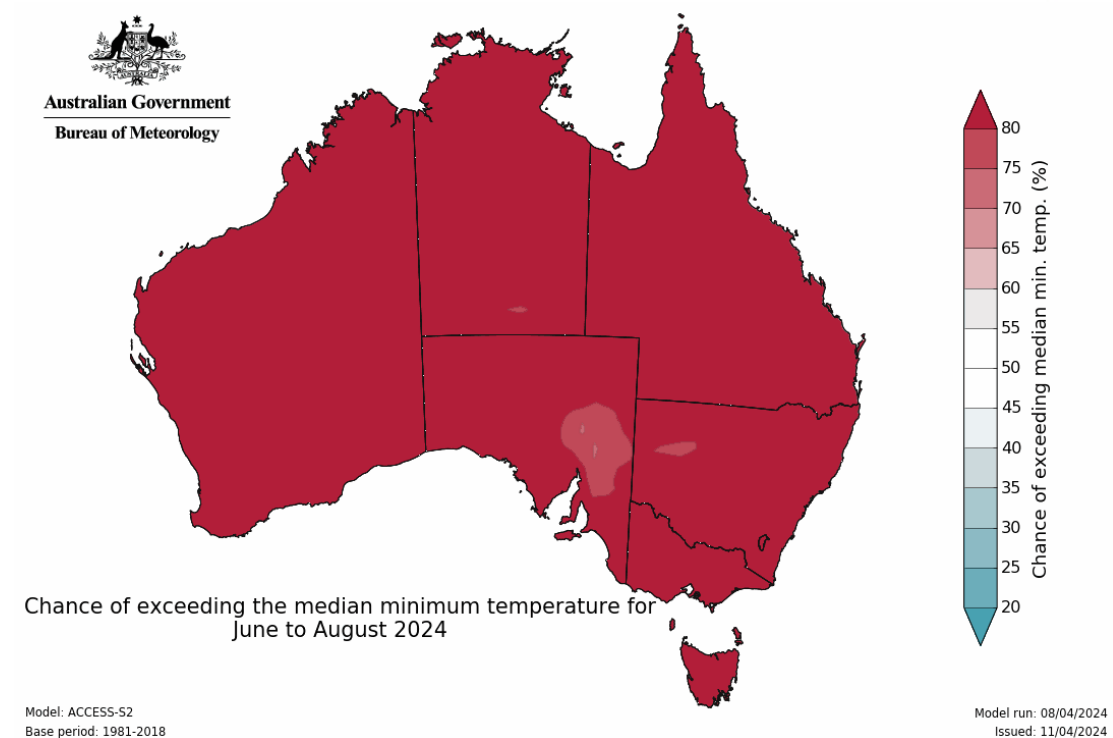 Australian Government
Bureau of Meteorology
80
75
70
65
60
55
50
45
40
35
30
25
20
Chance of exceeding median min. temp. (%)
Chance of exceeding the median minimum temperature for
June to August 2024
Model: ACCESS-S2
Base period: 1981-2018
Model run: 08/04/2024
Issued: 11/04/2024